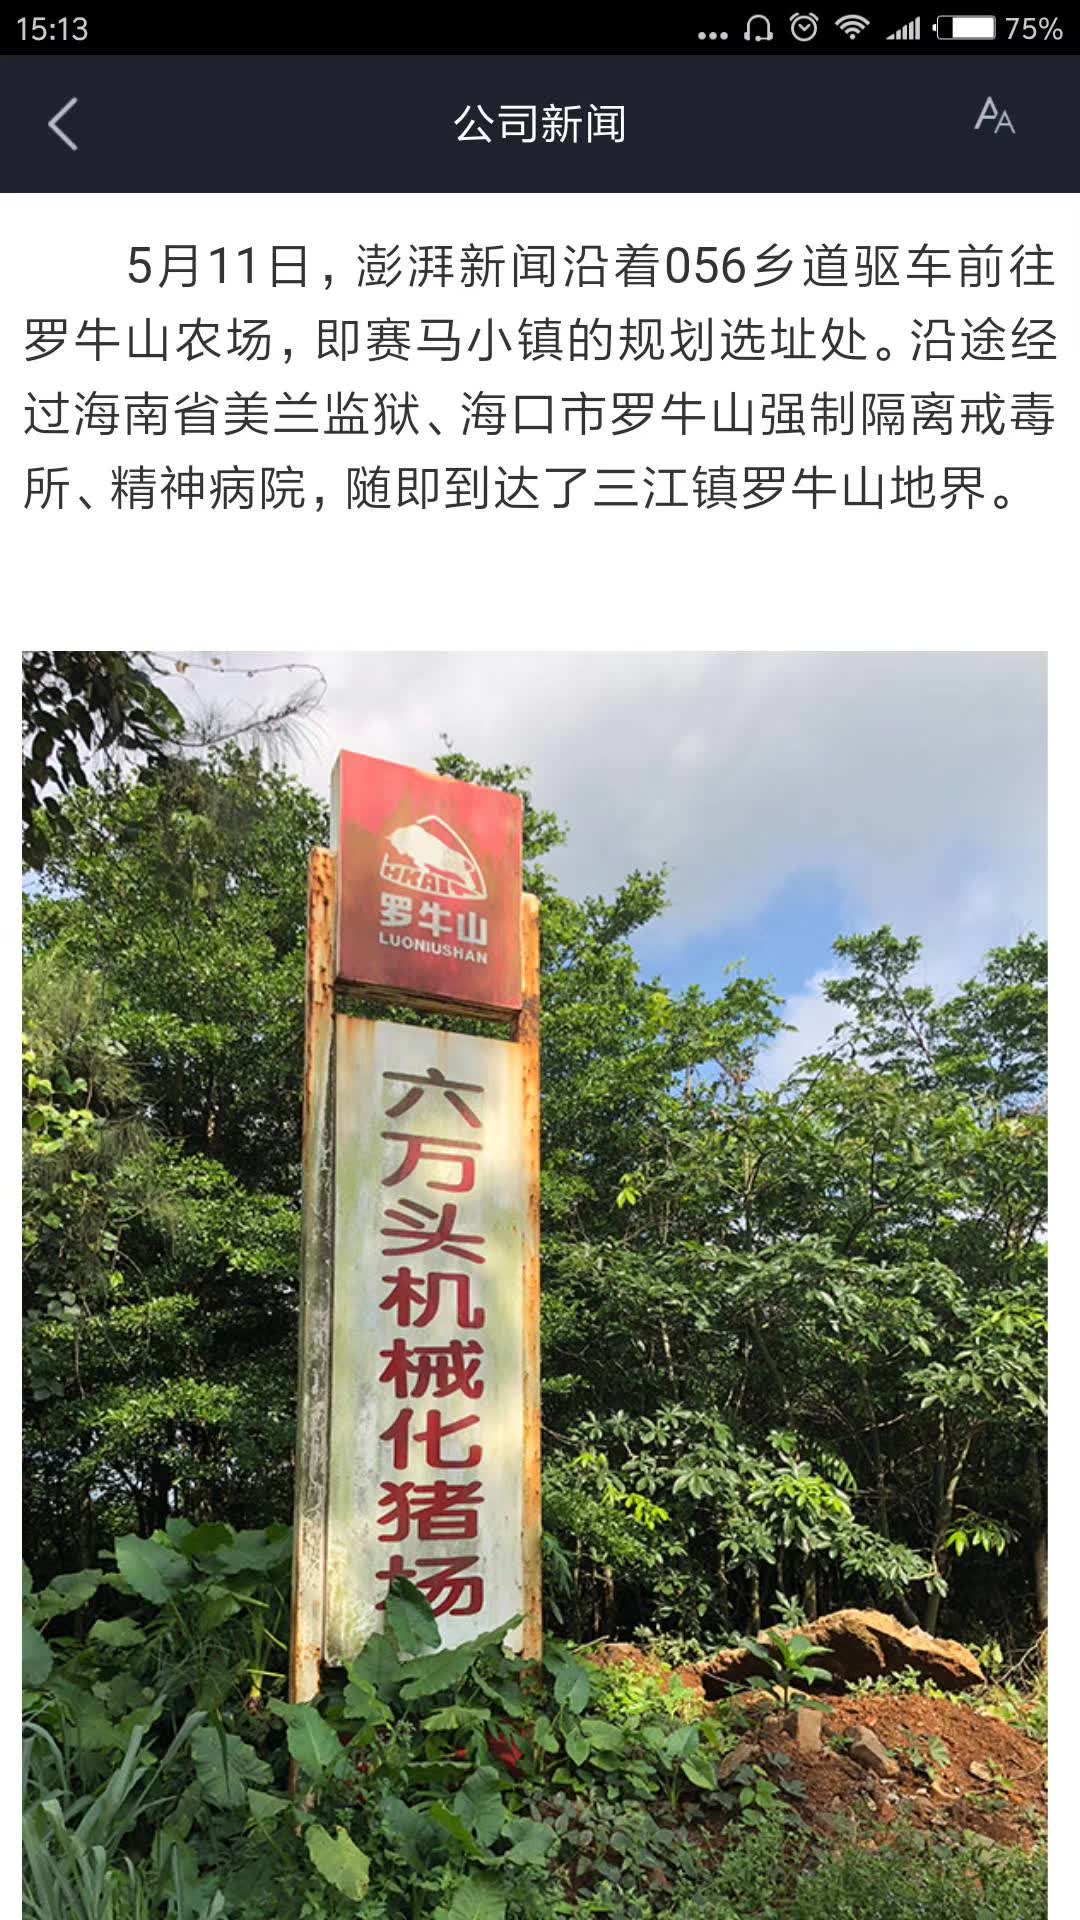 15:13
75%
公司新闻
5月11日，澎湃新闻沿着056乡道驱车前往
罗牛山农场，即赛马小镇的规划选址处。沿途经
过海南省美兰监狱、海口市罗牛山强制隔离戒毒
所、精神病院，随即到达了三江镇罗牛山地界。
HKAI
罗牛山
LUONIUSHAN
六万头机械化猪场